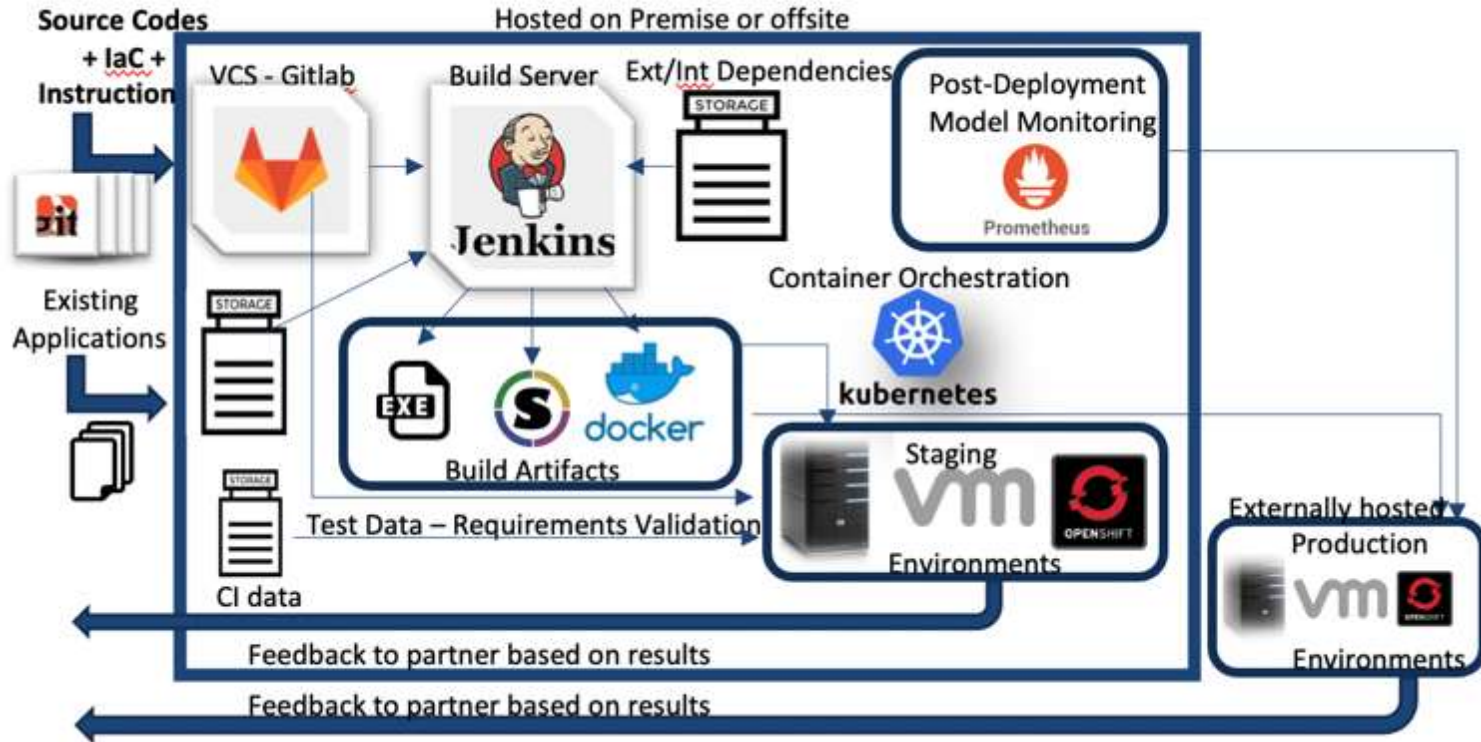 Source Codes
+ IaC +
Instruction
Hosted on Premise or offsite
VCS - Gitlab
Build Server
Ext/Int Dependencies
STORAGE
Post-Deployment
Model Monitoring
Prometheus
Jenkins
git
Existing
Applications
STORAGE
Container Orchestration
kubernetes
EXE
S
docker
Build Artifacts
STORAGE
CI data
Test Data – Requirements Validation
Staging
vm
OPENSHIFT
Environments
Externally hosted
Production
vm
OPENSHIFT
Environments
Feedback to partner based on results
Feedback to partner based on results